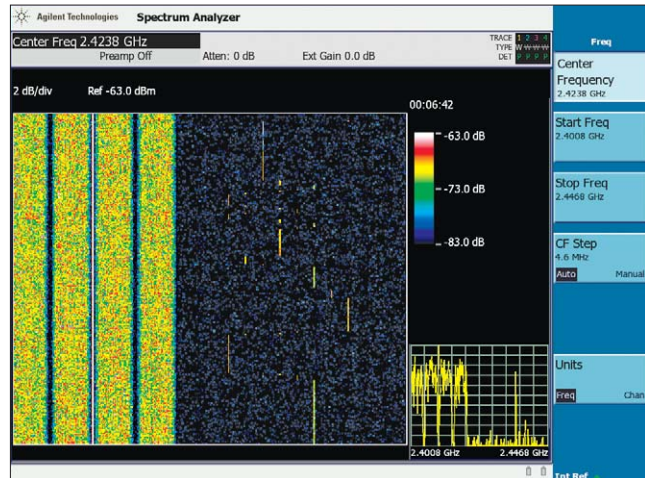 Agilent Technologies Spectrum Analyzer
Center Freq 2.4238 GHz
Preamp Off Atten: 0 dB Ext Gain 0.0 dB
TRACE 1 2 3 4
TYPE W W W W
DET P P P P
2 dB/div Ref -63.0 dBm
00:06:42
-63.0 dB
-73.0 dB
-83.0 dB
2.4008 GHz 2.4468 GHz
Freq
Center
Frequency
2.4238 GHz
Start Freq
2.4008 GHz
Stop Freq
2.4468 GHz
CF Step
4.6 MHz
Auto Manual
Units
Freq Chan
Int Ref